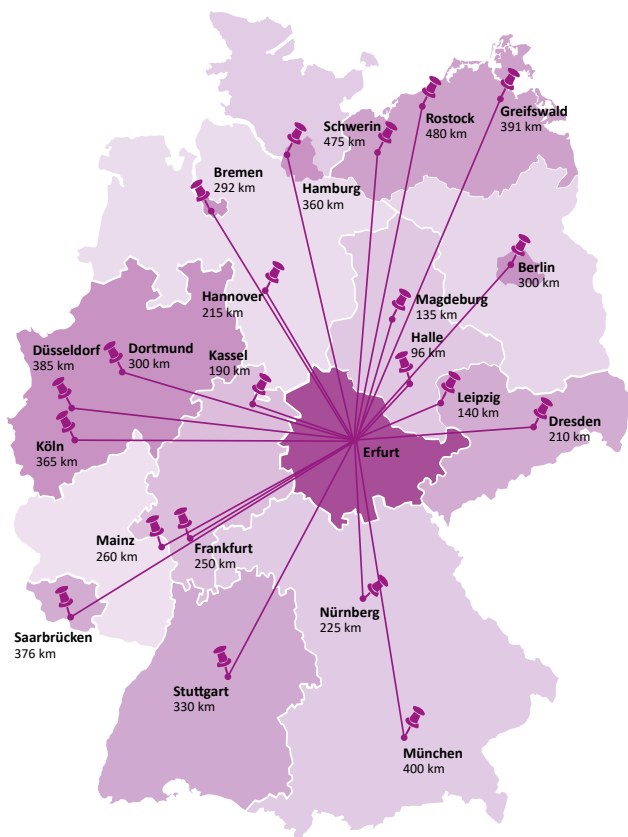 Greifswald
391 km
Rostock
480 km
Schwerin
475 km
Bremen
292 km
Hamburg
360 km
Berlin
300 km
Hannover
215 km
Magdeburg
135 km
Halle
96 km
Düsseldorf
385 km
Dortmund
300 km
Kassel
190 km
Leipzig
140 km
Dresden
210 km
Köln
365 km
Erfurt
Mainz
260 km
Frankfurt
250 km
Nürnberg
225 km
Saarbrücken
376 km
Stuttgart
330 km
München
400 km